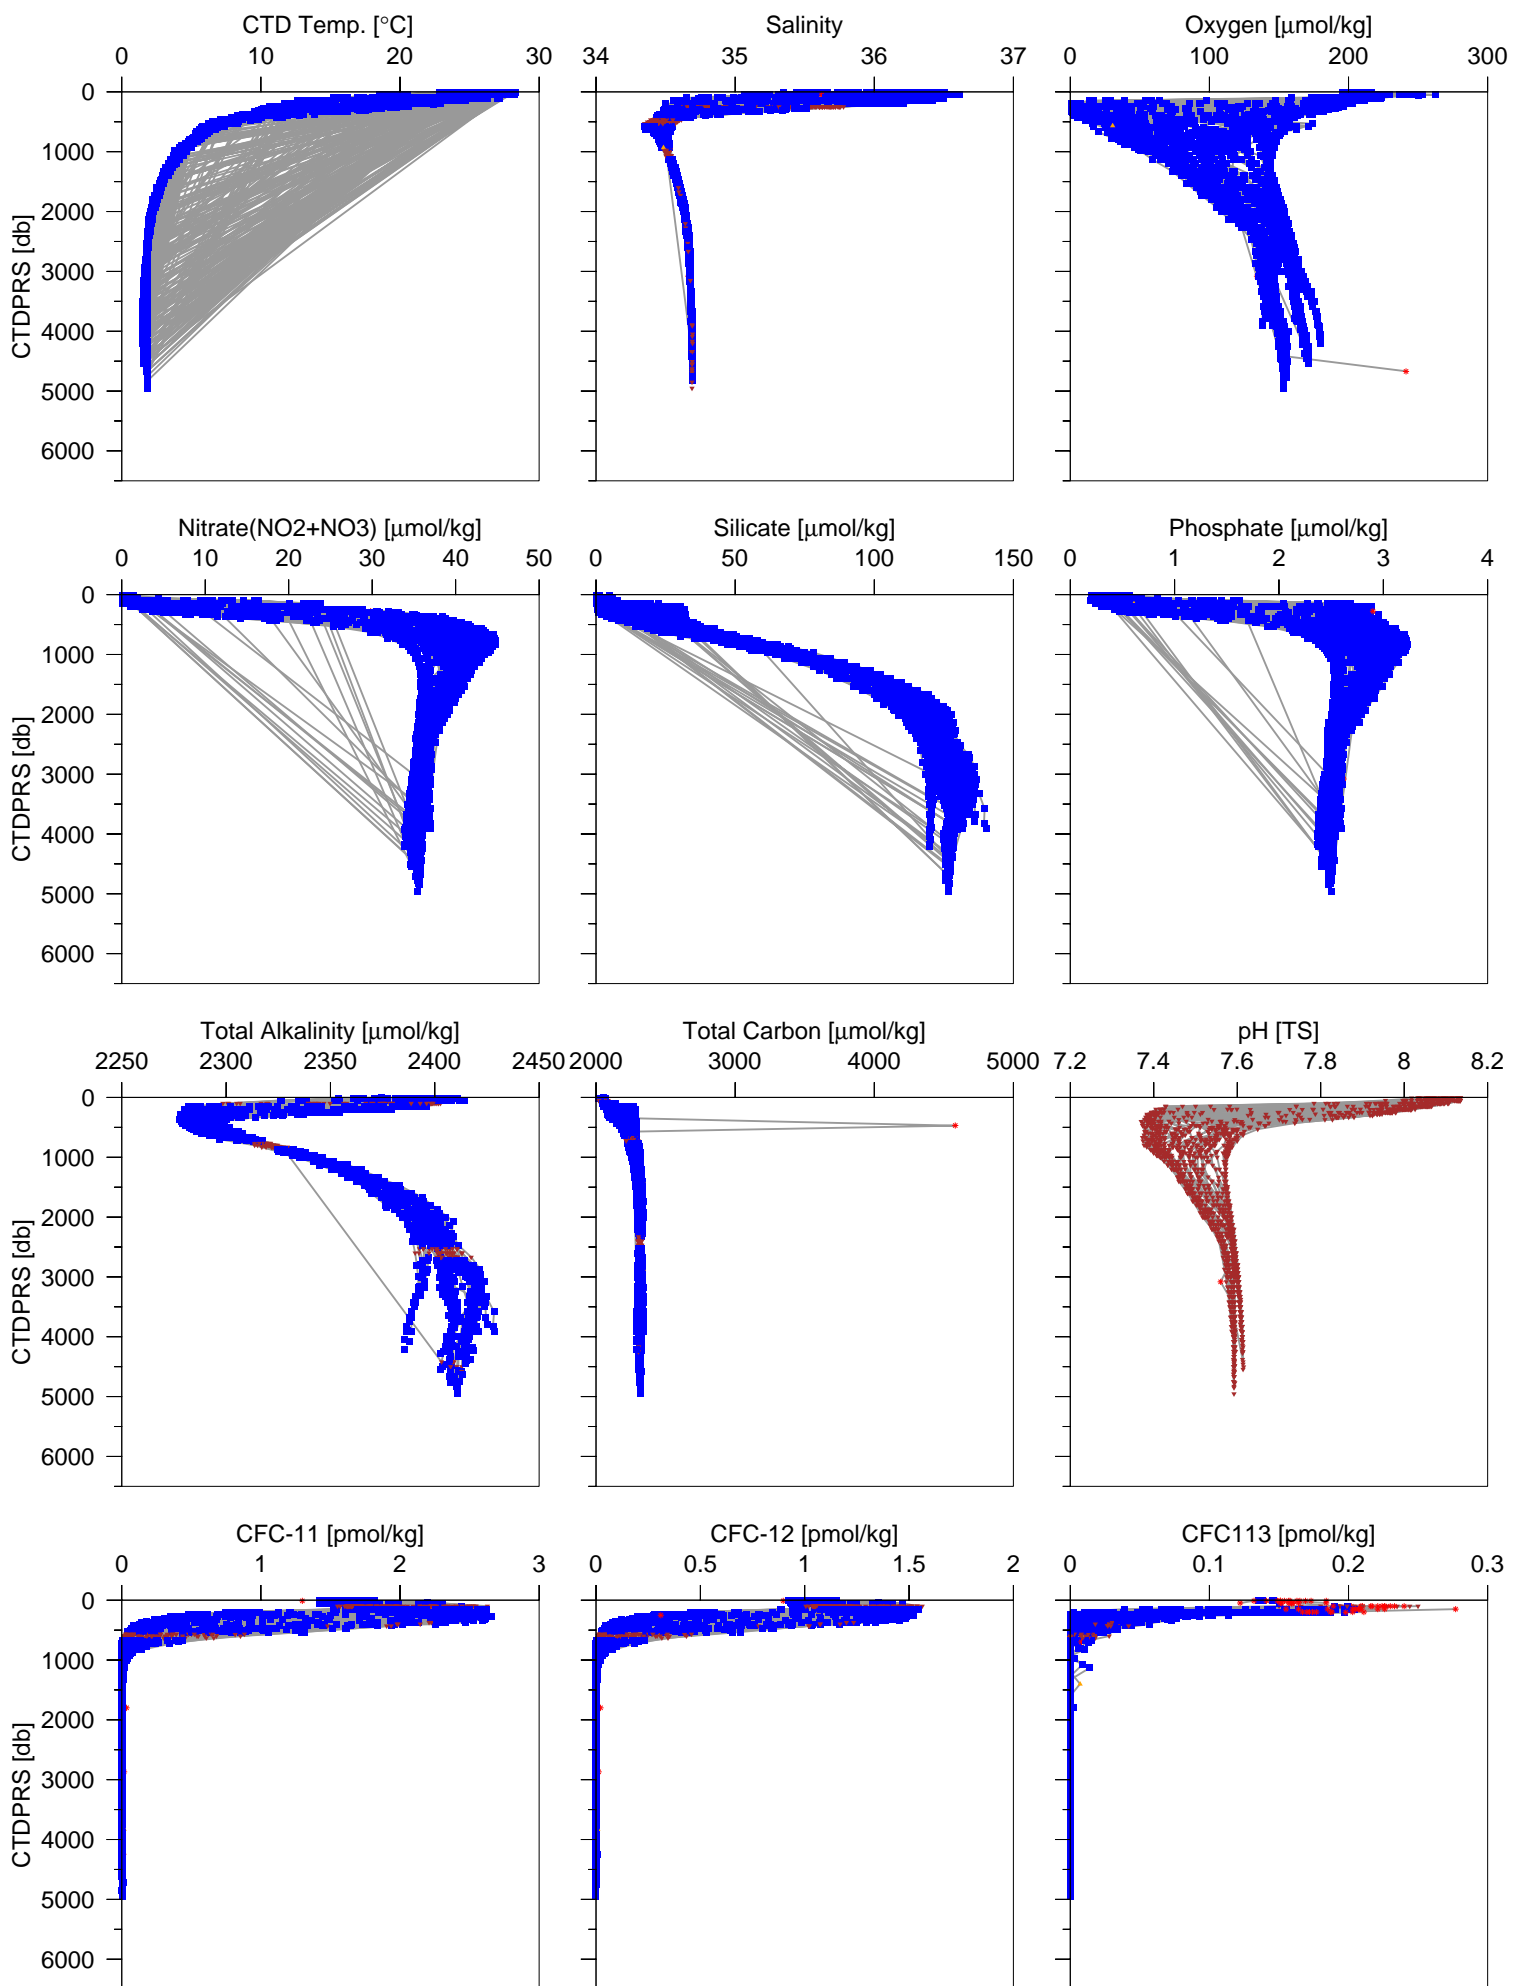 CTD Temp. [°C] Salinity Oxygen [μmol/kg]
0 10 20 30 34 35 36 37 0 100 200 300
0
1000
2000
3000
4000
5000
6000
CTDPRS [db]
Nitrate(NO2+NO3) [μmol/kg] Silicate [μmol/kg] Phosphate [μmol/kg]
0 10 20 30 40 50 0 50 100 150 0 1 2 3 4
0
1000
2000
3000
4000
5000
6000
CTDPRS [db]
Total Alkalinity [μmol/kg] Total Carbon [μmol/kg] pH [TS]
2250 2300 2350 2400 2450 2000 3000 4000 5000 7.2 7.4 7.6 7.8 8 8.2
0
1000
2000
3000
4000
5000
6000
CTDPRS [db]
CFC-11 [pmol/kg] CFC-12 [pmol/kg] CFC113 [pmol/kg]
0 1 2 3 0 0.5 1 1.5 2 0 0.1 0.2 0.3
0
1000
2000
3000
4000
5000
6000
CTDPRS [db]